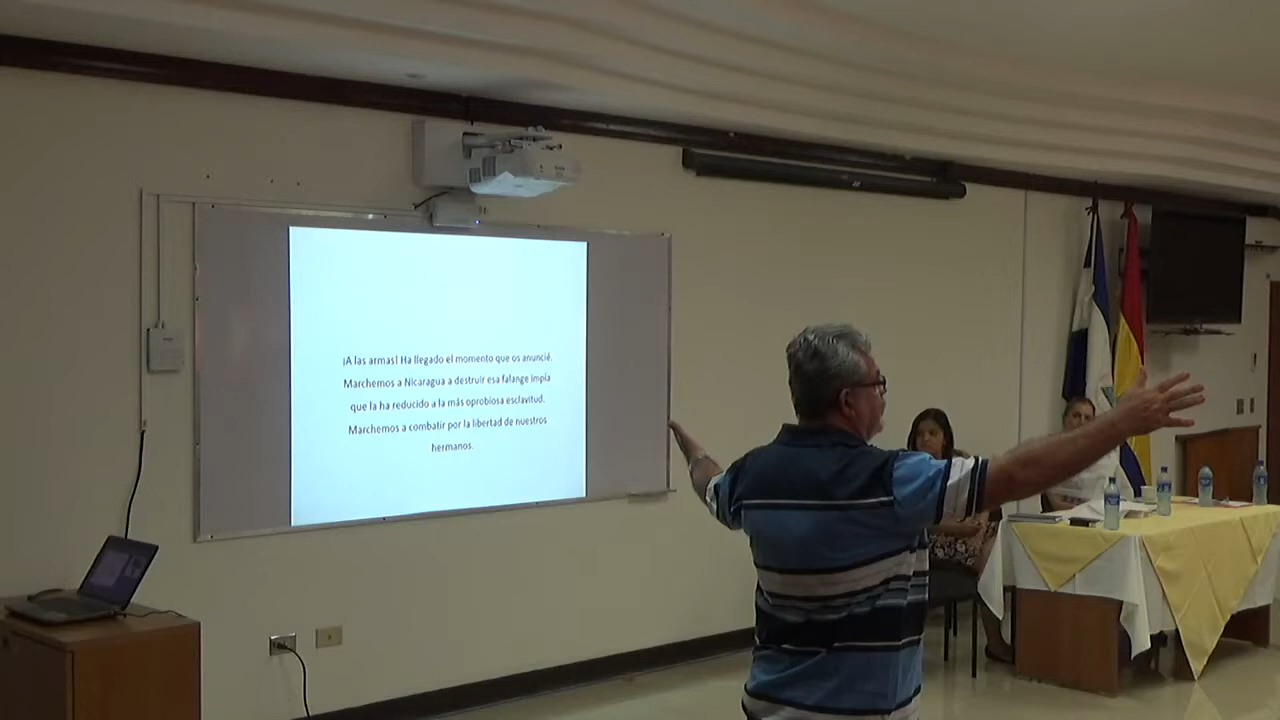 ¡A las armas! Ha llegado el momento que os anuncié.
Marchemos a Nicaragua a destruir esa falange impía
que la ha reducido a la más oprobiosa esclavitud.
Marchemos a combatir por la libertad de nuestros
hermanos.